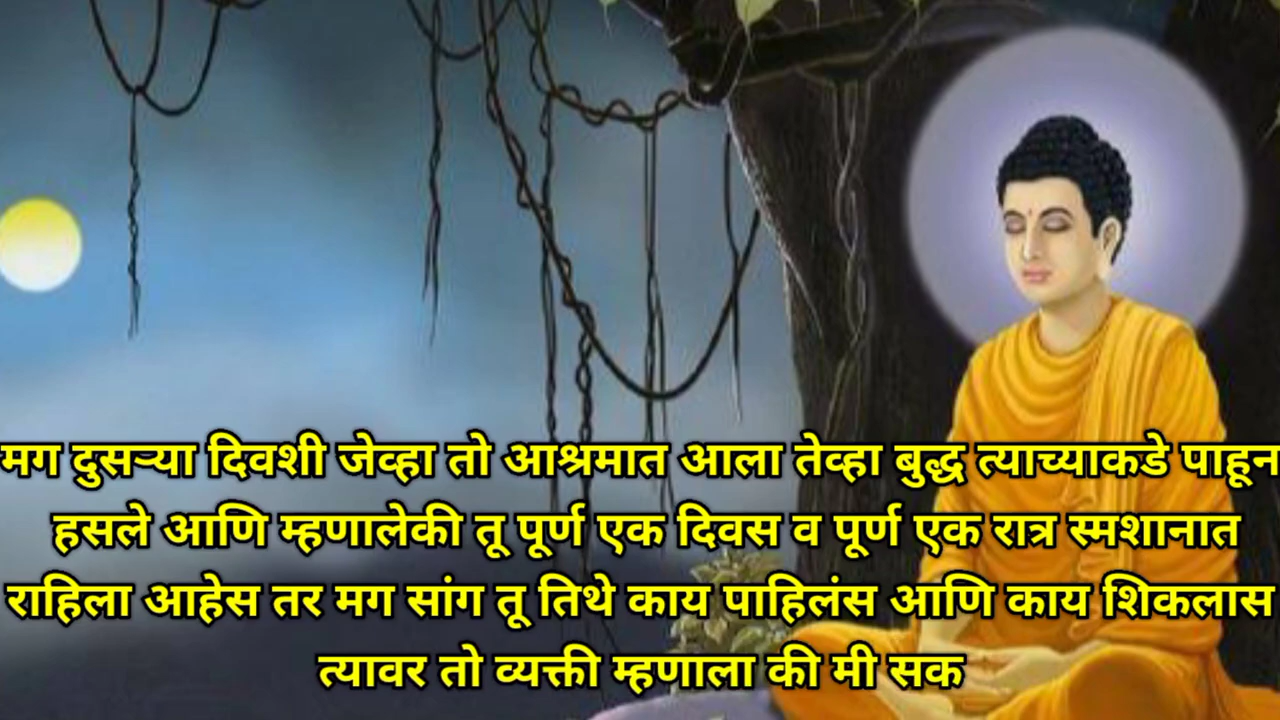 मग दुसऱ्या दिवशी जेव्हा तो आश्रमात आला तेव्हा बुद्ध त्याच्याकडे पाहून
हसले आणि म्हणालेकी तू पूर्ण एक दिवस व पूर्ण एक रात्र स्मशानात
राहिला आहेस तर मग सांग तू तिथे काय पाहिलंस आणि काय शिकलास
त्यावर तो व्यक्ती म्हणाला की मी सक